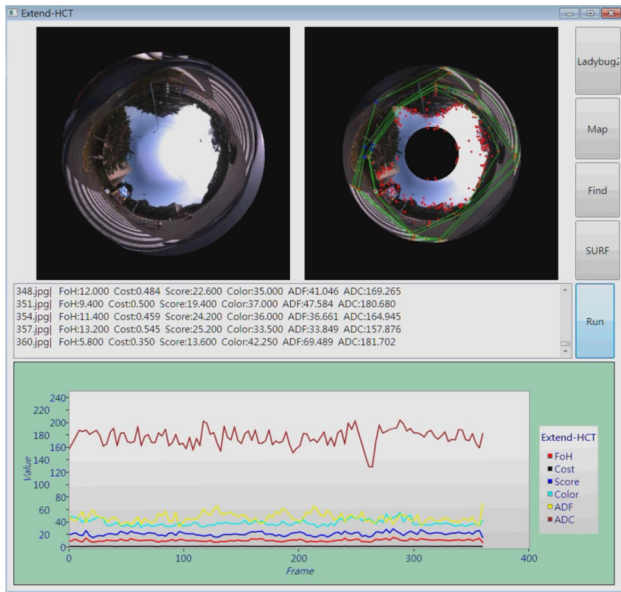 Extend-HCT
Ladybug2
Map
Find
SURF
Run
348.jpg| FoH:12.000 Cost:0.484 Score:22.600 Color:35.000 ADF:41.046 ADC:169.265
351.jpg| FoH:9.400 Cost:0.500 Score:19.400 Color:37.000 ADF:47.584 ADC:180.680
354.jpg| FoH:11.400 Cost:0.459 Score:24.200 Color:36.000 ADF:36.661 ADC:164.945
357.jpg| FoH:13.200 Cost:0.545 Score:25.200 Color:33.500 ADF:33.849 ADC:157.876
360.jpg| FoH:5.800 Cost:0.350 Score:13.600 Color:42.250 ADF:69.489 ADC:181.702
240
220
200
180
160
140
120
100
80
60
40
20
0
Value
0 100 200 300 400
Frame
Extend-HCT
FoH
Cost
Score
Color
ADF
ADC